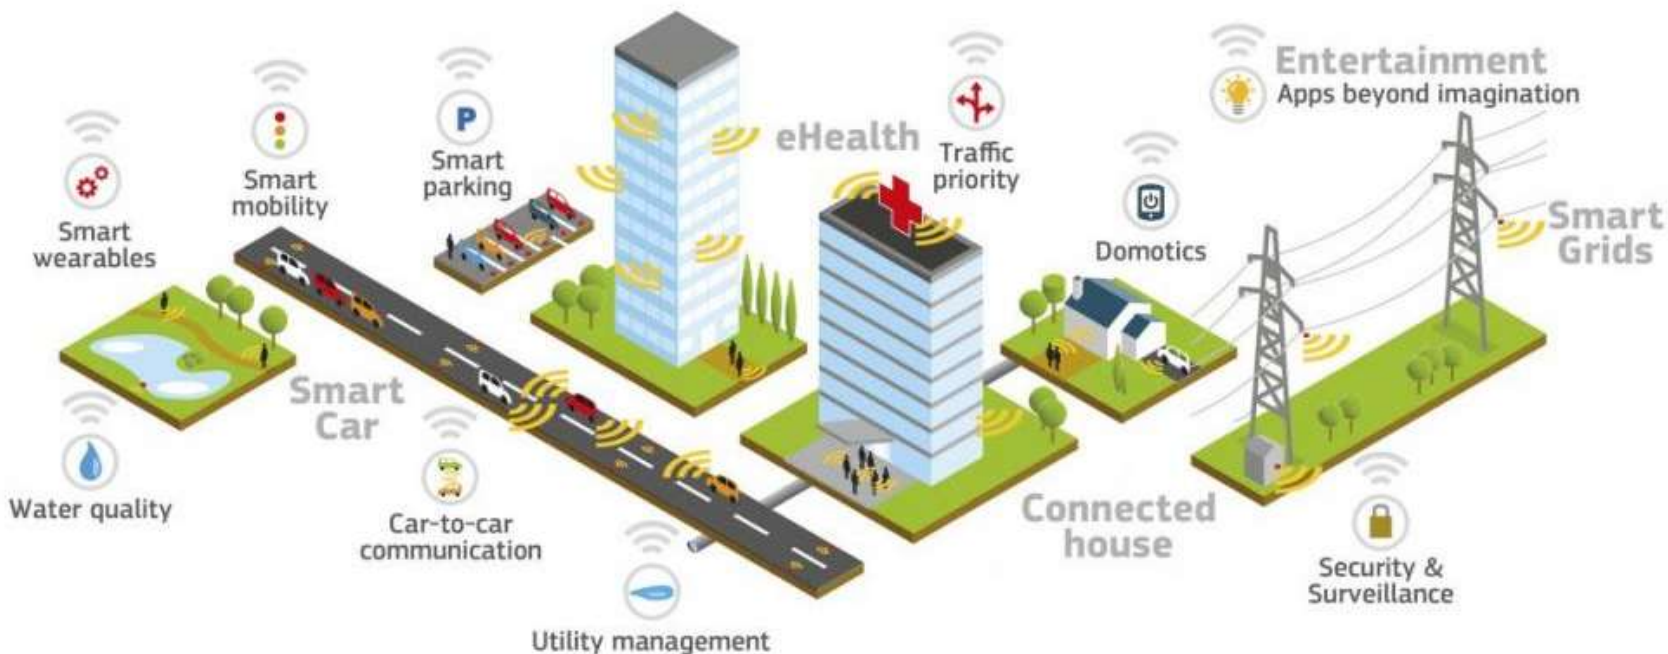 Entertainment
Apps beyond imagination
eHealth
Traffic
priority
Smart
parking
Smart
mobility
Smart
wearables
Domotics
Smart
Grids
Smart
Car
P
Water quality
Car-to-car
communication
Utility management
Connected
house
Security &
Surveillance